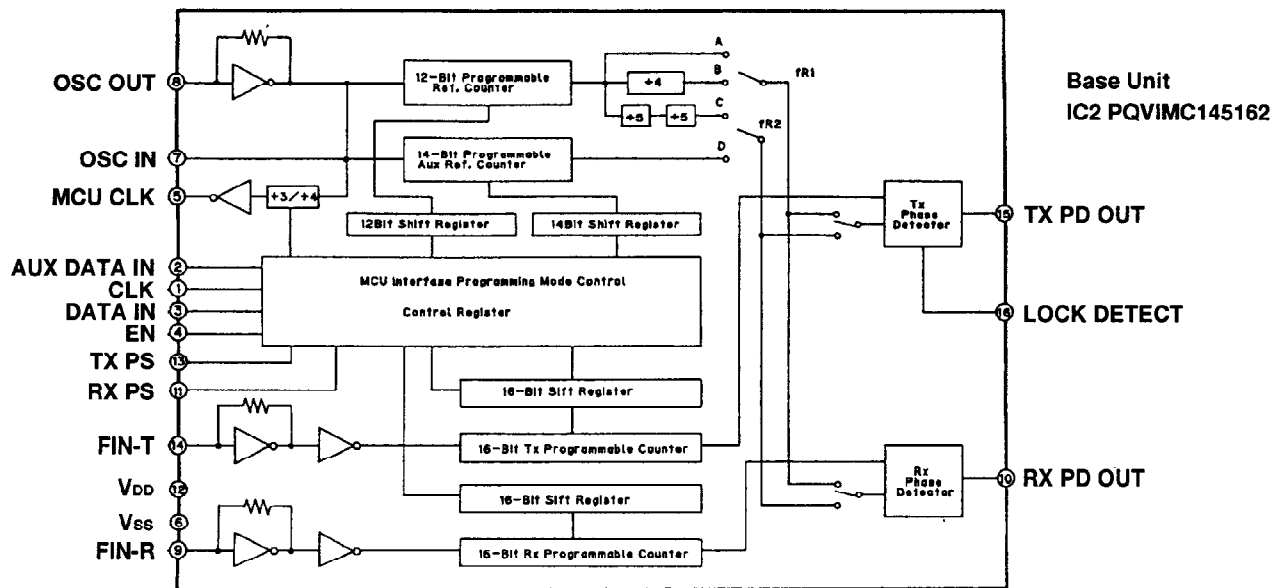 OSC OUT
8
12-Bit Programmable
Ref. Counter
A
B
÷4
fR1
C
÷5
÷5
fR2
D
Base Unit
IC2 PQVIMC145162
OSC IN
7
14-Bit Programmable
Aux Ref. Counter
MCU CLK
5
÷3/÷4
12Bit Shift Register
14Bit Shift Register
Tx
Phase
Detector
15
TX PD OUT
AUX DATA IN
2
CLK
1
DATA IN
3
EN
4
MCU Interface Programming Mode Control
Control Register
16
LOCK DETECT
TX PS
13
RX PS
11
16-Bit Sift Register
FIN-T
14
16-Bit Tx Programmable Counter
Rx
Phase
Detector
10
RX PD OUT
VDD
12
16-Bit Sift Register
VSS
6
FIN-R
9
16-Bit Rx Programmable Counter